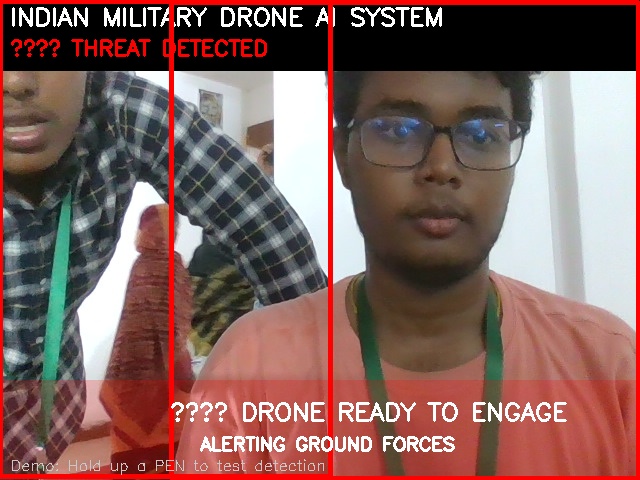 INDIAN MILITARY DRONE AI SYSTEM
???? THREAT DETECTED
???? DRONE READY TO ENGAGE
ALERTING GROUND FORCES
Demo: Hold up a PEN to test detection